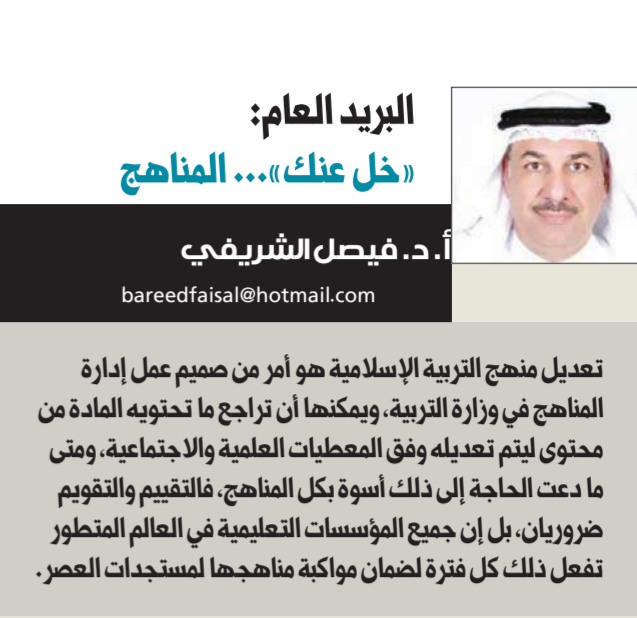 البريد العام:
«خل عنك»... المناهج
أ. د. فيصل الشريفي
bareedfaisal@hotmail.com
تعديل منهج التربية الإسلامية هو أمر من صميم عمل إدارة
المناهج في وزارة التربية، ويمكنها أن تراجع ما تحتويه المادة من
محتوى ليتم تعديله وفق المعطيات العلمية والاجتماعية، ومتى
ما دعت الحاجة إلى ذلك أسوة بكل المناهج، فالتقييم والتقويم
ضروريان، بل إن جميع المؤسسات التعليمية في العالم المتطور
تفعل ذلك كل فترة لضمان مواكبة مناهجها لمستجدات العصر.